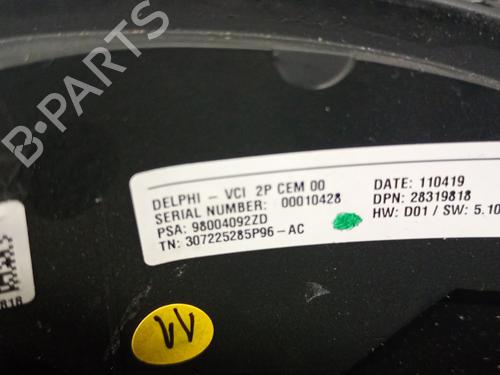 B-PARTS
DELPHI - VCI 2P CEM 00
SERIAL NUMBER: 00010428
PSA: 98004092ZD
TN: 307225285P96-AC
DATE: 110419
DPN: 28319818
HW: D01 / SW: 5.10
818